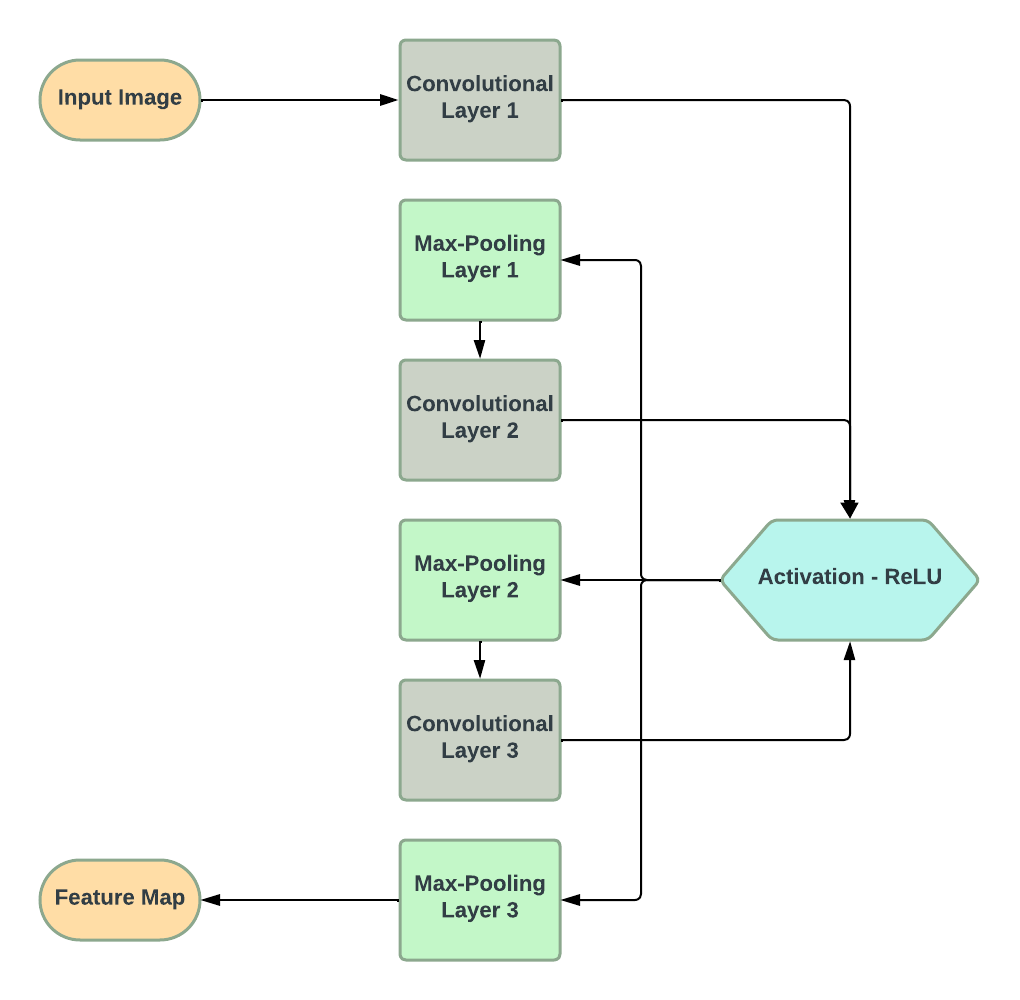 Input Image
Convolutional
Layer 1
Max-Pooling
Layer 1
Convolutional
Layer 2
Max-Pooling
Layer 2
Activation - ReLU
Convolutional
Layer 3
Max-Pooling
Layer 3
Feature Map